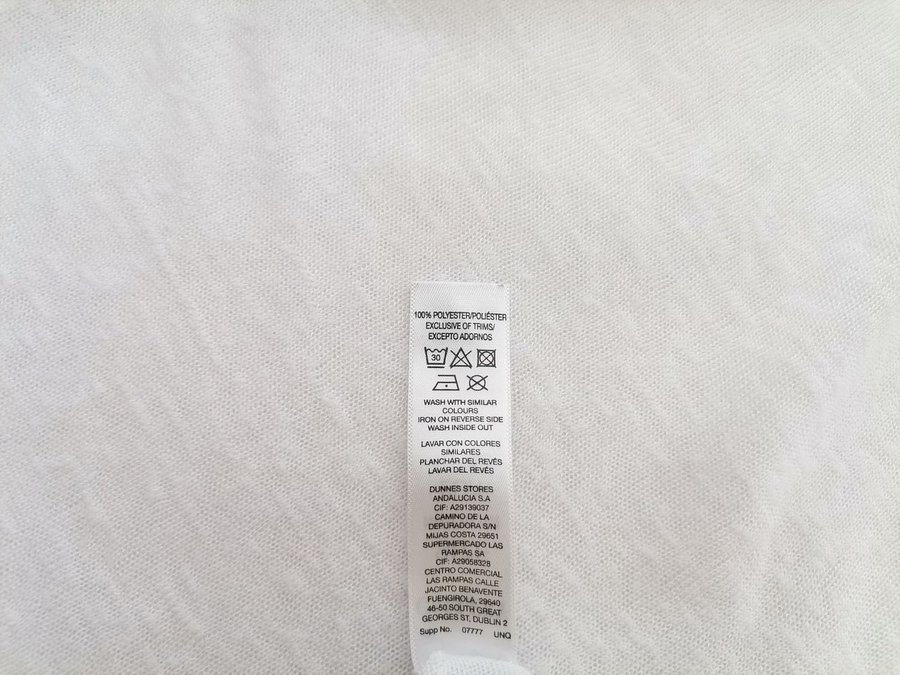 100% POLYESTER/POLIÉSTER
EXCLUSIVE OF TRIMS/
EXCEPTO ADORNOS
30
WASH WITH SIMILAR
COLOURS
IRON ON REVERSE SIDE
WASH INSIDE OUT
LAVAR CON COLORES
SIMILARES
PLANCHAR DEL REVÉS
LAVAR DEL REVÉS
DUNNES STORES
ANDALUCIA S.A
CIF: A29139037
CAMINO DE LA
DEPURADORA S/N
MIJAS COSTA 29651
SUPERMERCADO LAS
RAMPAS SA
CIF: A29058328
CENTRO COMERCIAL
LAS RAMPAS CALLE
JACINTO BENAVENTE
FUENGIROLA, 29640
46-50 SOUTH GREAT
GEORGES ST, DUBLIN 2
Supp No. 07777 UNQ